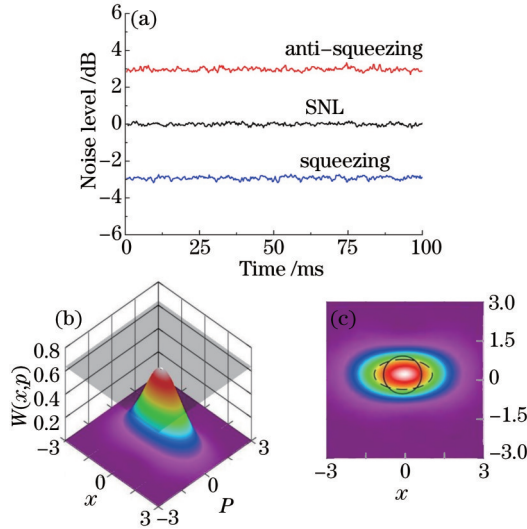 (a)
6
4
2
0
−2
−4
−6
Noise level /dB
anti−squeezing
SNL
squeezing
0 25 50 75 100
Time /ms
(b)
0.8
0.6
0.4
0.2
W(x,p)
−3
0
3
x
−3
0
3
P
(c)
3.0
1.5
0
−1.5
−3.0
−3 0 3
x